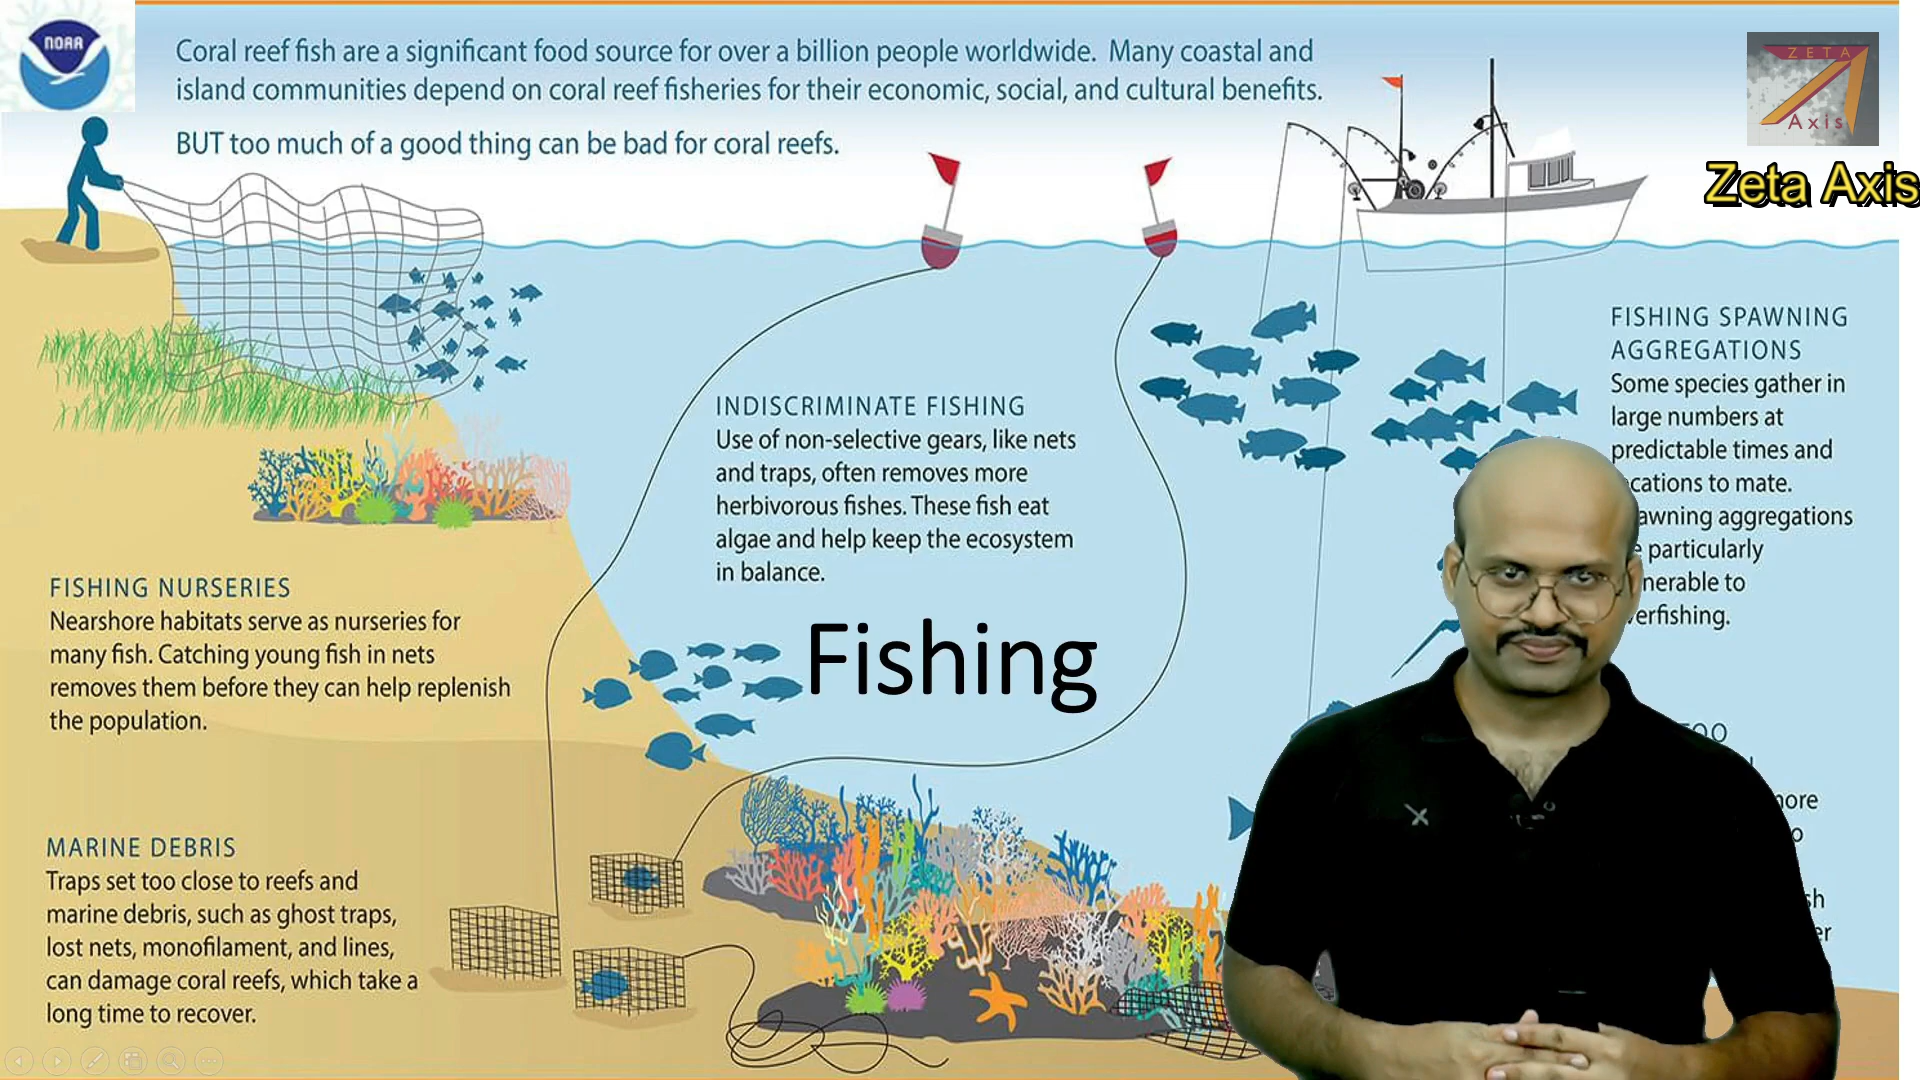 NOAA
Coral reef fish are a significant food source for over a billion people worldwide. Many coastal and
island communities depend on coral reef fisheries for their economic, social, and cultural benefits.
BUT too much of a good thing can be bad for coral reefs.
ZETA
Axis
Zeta Axis
FISHING SPAWNING
AGGREGATIONS
Some species gather in
large numbers at
predictable times and
to mate.
aggregations
particularly
to
INDISCRIMINATE FISHING
Use of non-selective gears, like nets
and traps, often removes more
herbivorous fishes. These fish eat
algae and help keep the ecosystem
in balance.
Fishing
FISHING NURSERIES
Nearshore habitats serve as nurseries for
many fish. Catching young fish in nets
removes them before they can help replenish
the population.
MARINE DEBRIS
Traps set too close to reefs and
marine debris, such as ghost traps,
lost nets, monofilament, and lines,
can damage coral reefs, which take a
long time to recover.